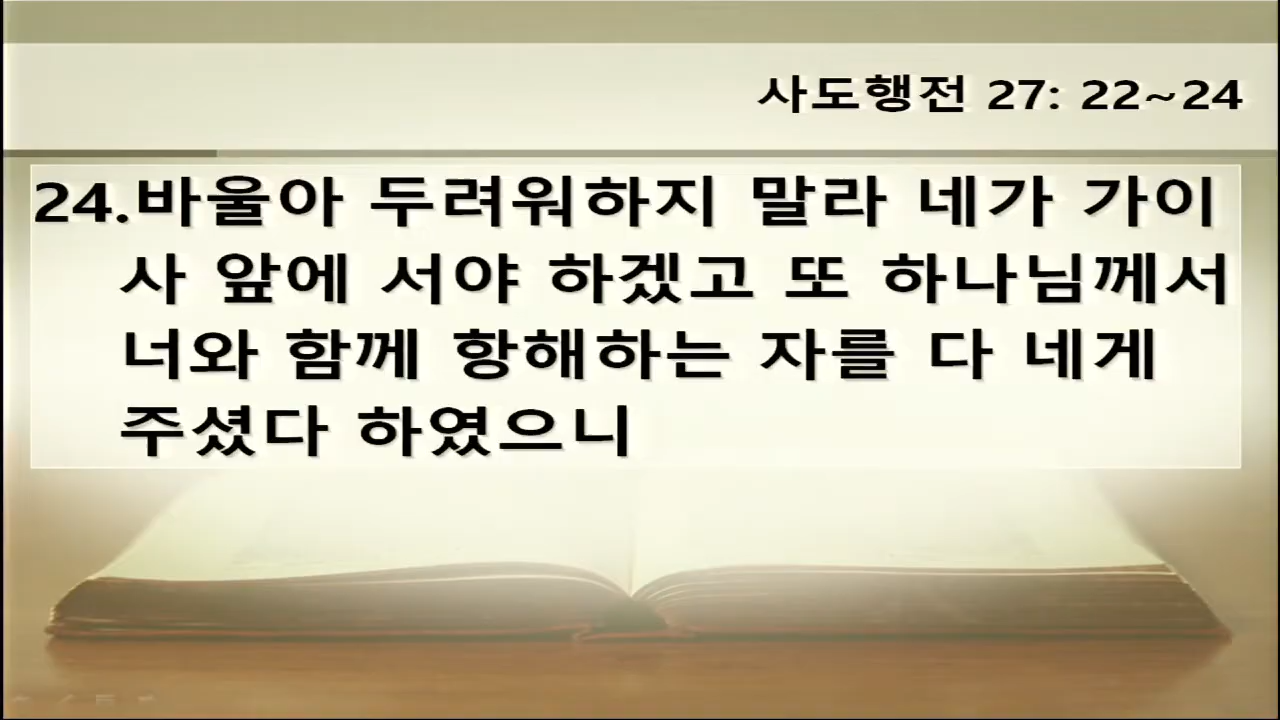 사도행전 27: 22~24
24.바울아 두려워하지 말라 네가 가이
사 앞에 서야 하겠고 또 하나님께서
너와 함께 항해하는 자를 다 네게
주셨다 하였으니